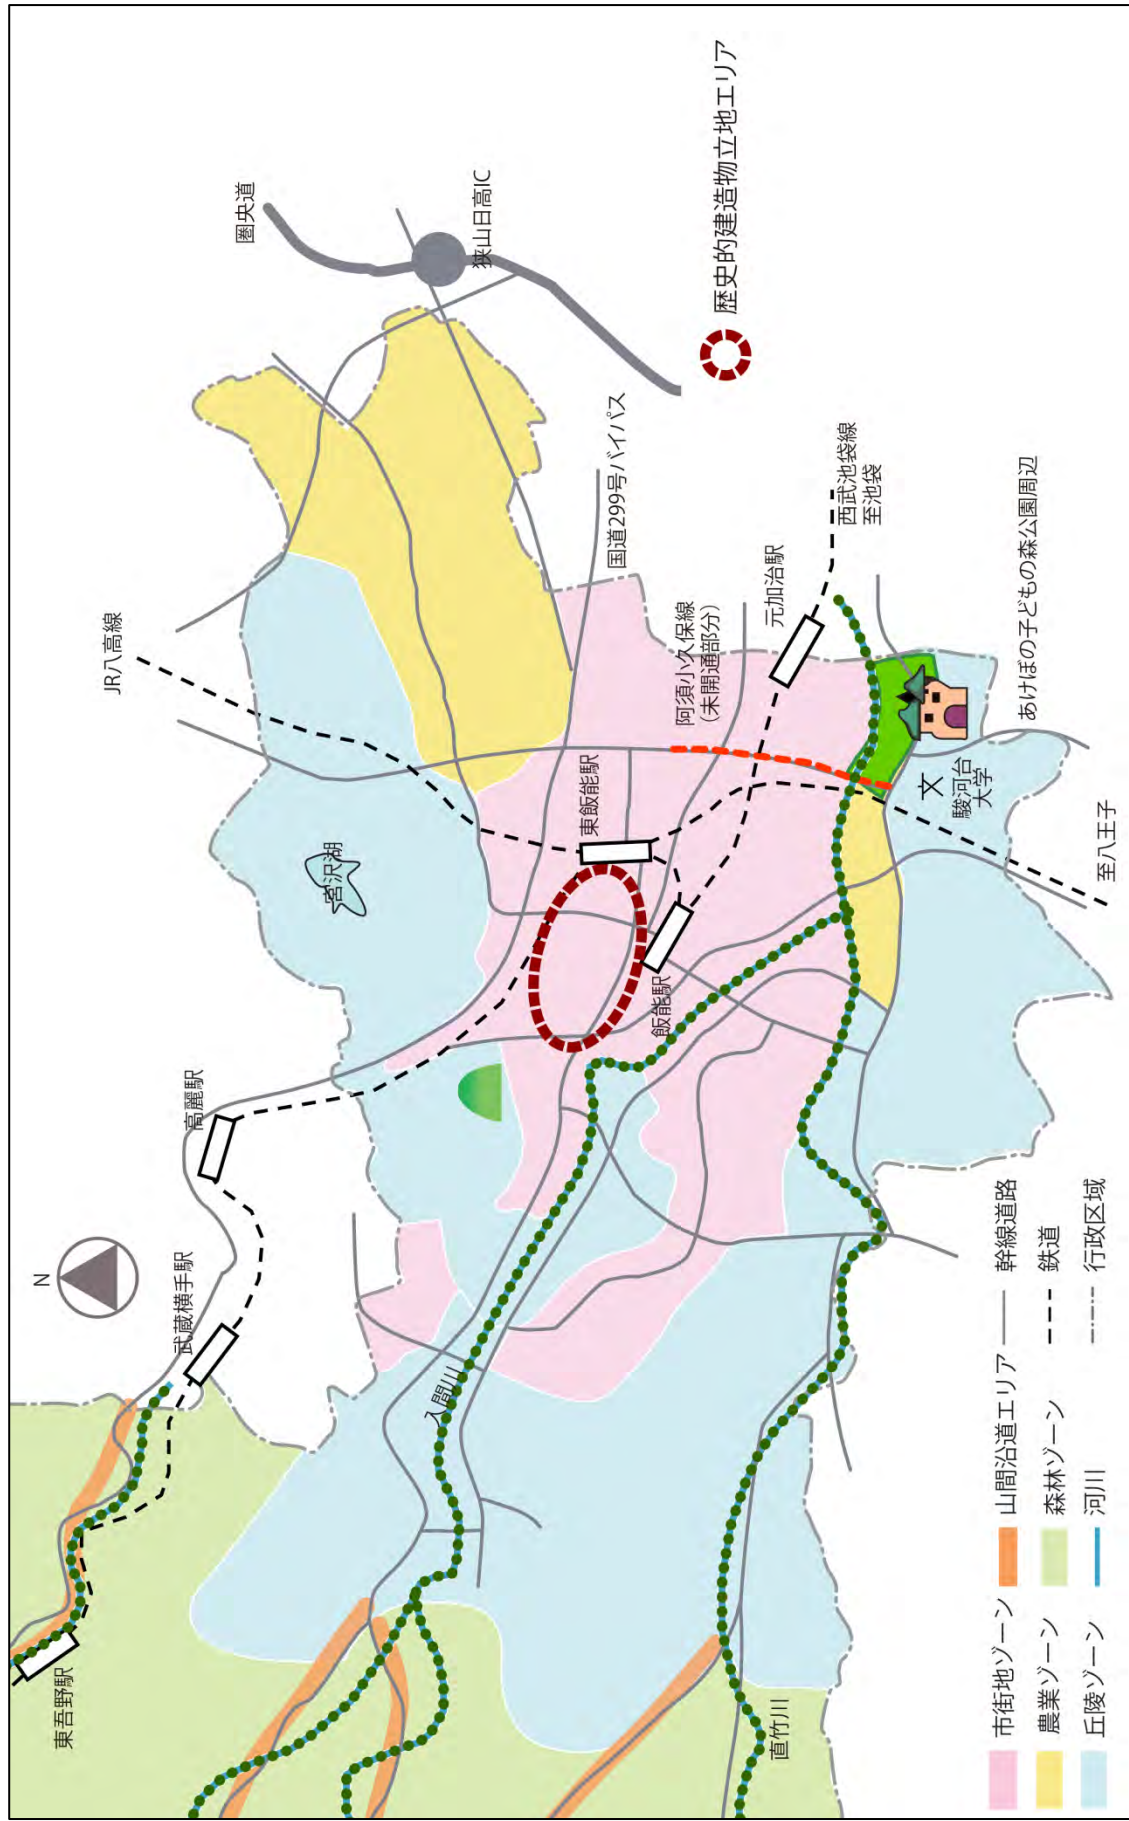 圏央道
狭山日高IC
歴史的建造物立地エリア
国道299号バイパス
JR八高線
西武池袋線
至池袋
元加治駅
阿須小久保線
(未開通部分)
あけぼの子どもの森公園周辺
東飯能駅
文
駿河台
大学
至八王子
宮沢湖
飯能駅
高麗駅
N
武蔵横手駅
入間川
東吾野駅
直竹川
市街地ゾーン
山間沿道エリア
幹線道路
農業ゾーン
森林ゾーン
鉄道
丘陵ゾーン
河川
行政区域